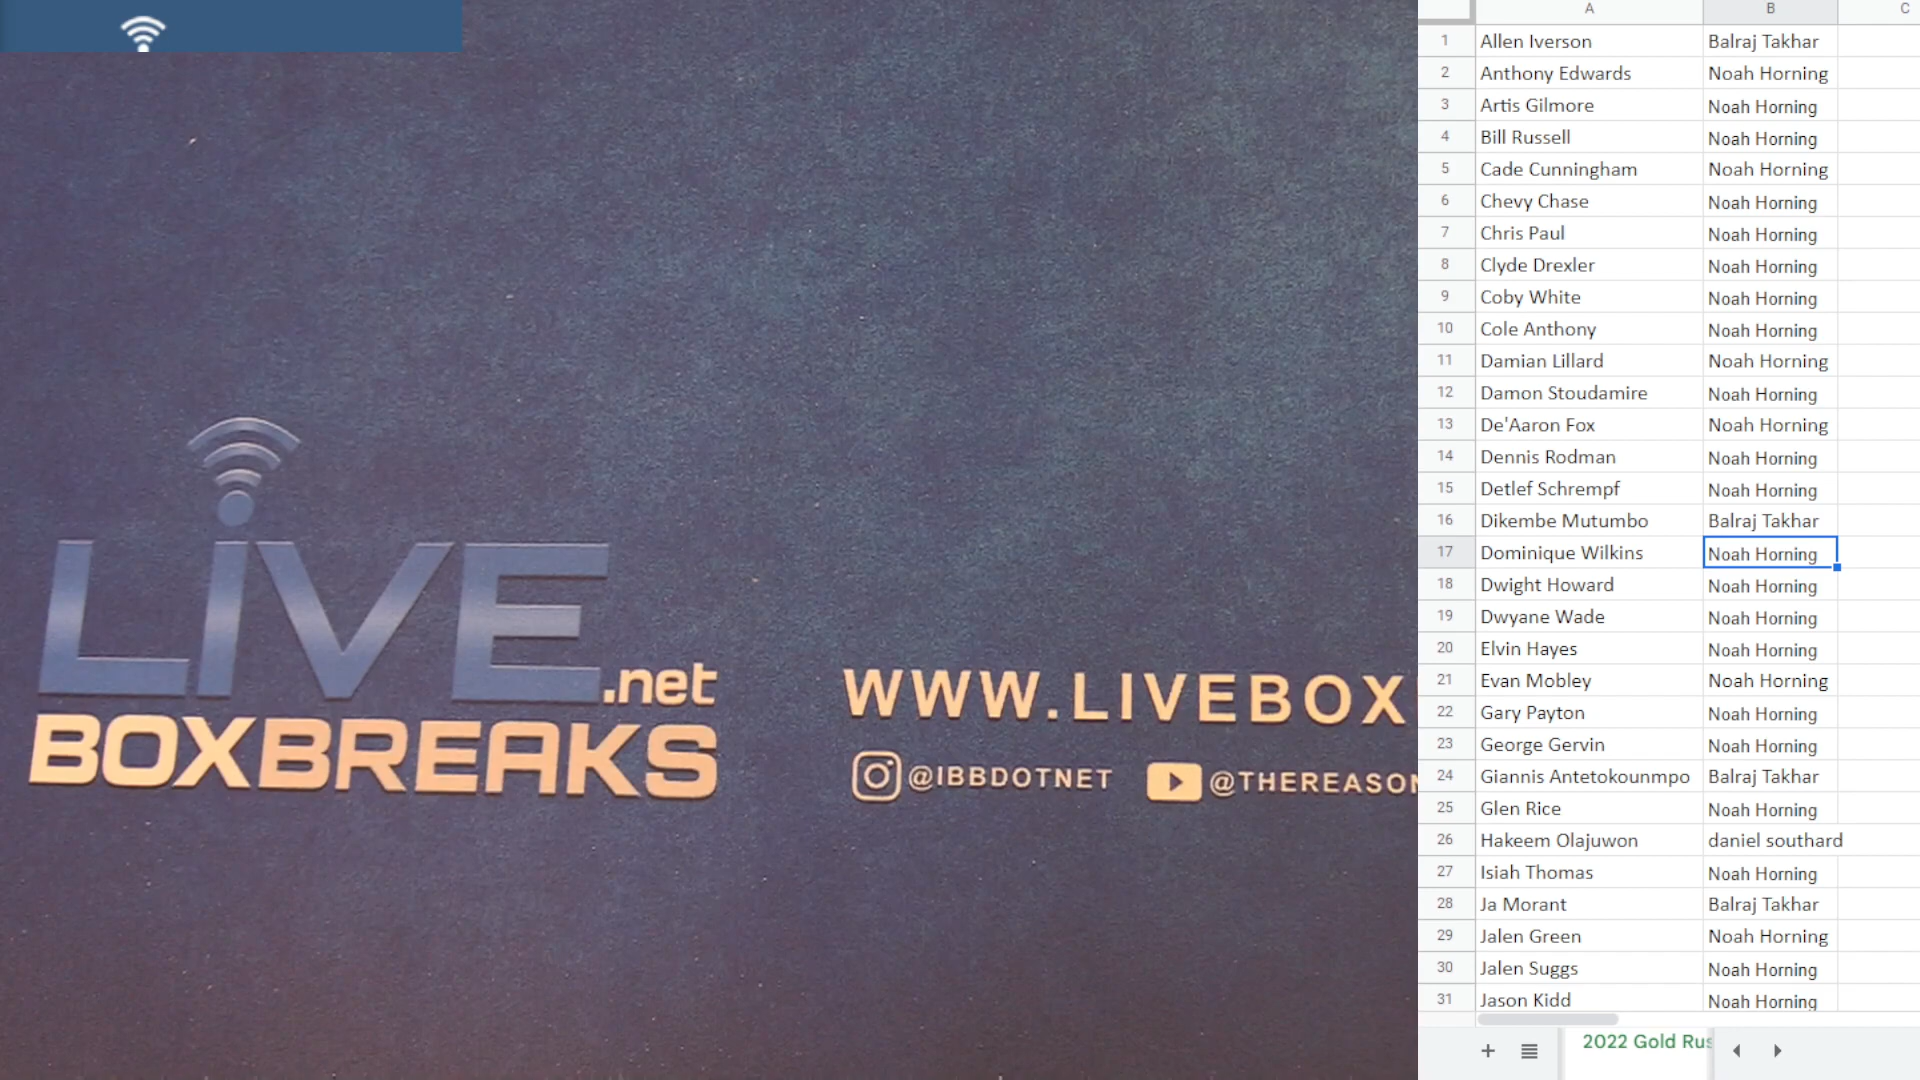 LIVE.net
BOXBREAKS
WWW.LIVEBOX
@IBBDOTNET
@THEREASON
A B C
1 Allen Iverson Balraj Takhar
2 Anthony Edwards Noah Horning
3 Artis Gilmore Noah Horning
4 Bill Russell Noah Horning
5 Cade Cunningham Noah Horning
6 Chevy Chase Noah Horning
7 Chris Paul Noah Horning
8 Clyde Drexler Noah Horning
9 Coby White Noah Horning
10 Cole Anthony Noah Horning
11 Damian Lillard Noah Horning
12 Damon Stoudamire Noah Horning
13 De'Aaron Fox Noah Horning
14 Dennis Rodman Noah Horning
15 Detlef Schrempf Noah Horning
16 Dikembe Mutumbo Balraj Takhar
17 Dominique Wilkins Noah Horning
18 Dwight Howard Noah Horning
19 Dwyane Wade Noah Horning
20 Elvin Hayes Noah Horning
21 Evan Mobley Noah Horning
22 Gary Payton Noah Horning
23 George Gervin Noah Horning
24 Giannis Antetokounmpo Balraj Takhar
25 Glen Rice Noah Horning
26 Hakeem Olajuwon daniel southard
27 Isiah Thomas Noah Horning
28 Ja Morant Balraj Takhar
29 Jalen Green Noah Horning
30 Jalen Suggs Noah Horning
31 Jason Kidd Noah Horning
2022 Gold Rus